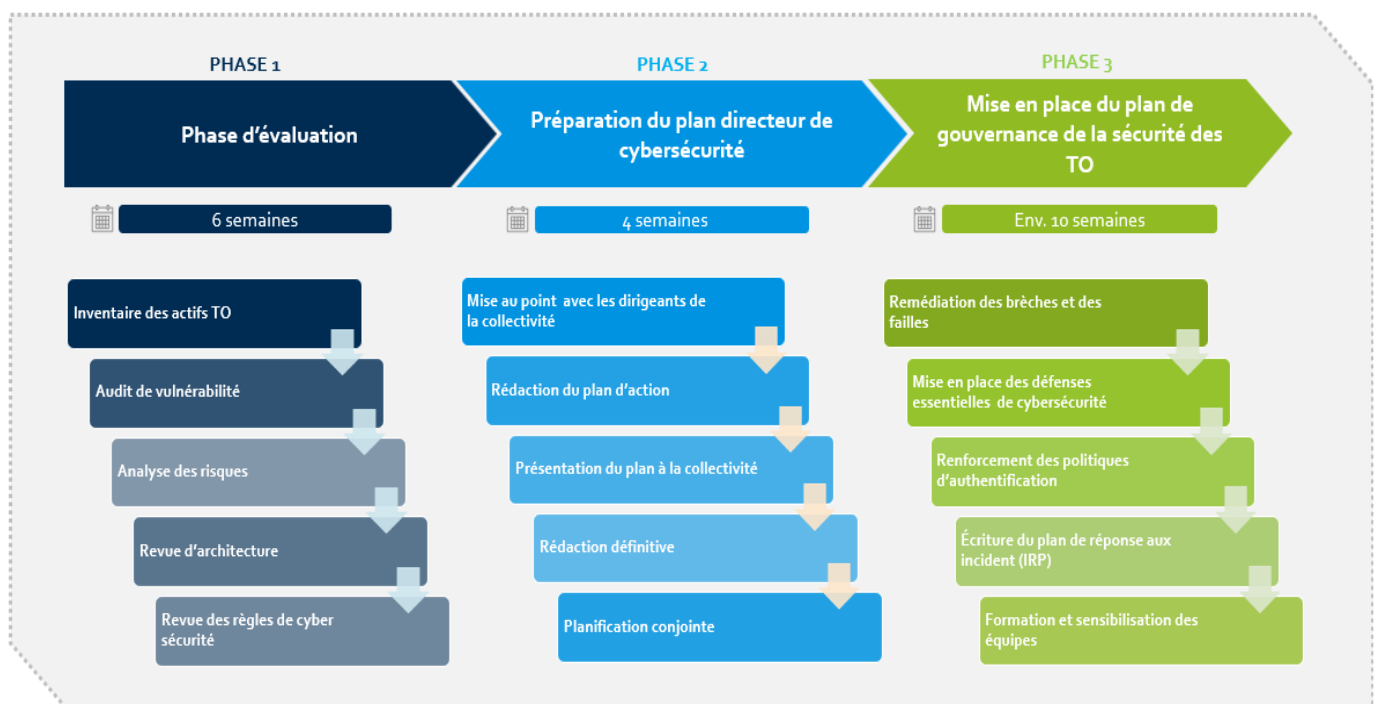 PHASE 1
Phase d'évaluation
6 semaines
Inventaire des actifs TO
Audit de vulnérabilité
Analyse des risques
Revue d'architecture
Revue des règles de cyber
sécurité
PHASE 2
Préparation du plan directeur de
cybersécurité
4 semaines
Mise au point avec les dirigeants de
la collectivité
Rédaction du plan d'action
Présentation du plan à la collectivité
Rédaction définitive
Planification conjointe
PHASE 3
Mise en place du plan de
gouvernance de la sécurité des
TO
Env. 10 semaines
Remédiation des brèches et des
failles
Mise en place des défenses
essentielles de cybersécurité
Renforcement des politiques
d'authentification
Écriture du plan de réponse aux
incident (IRP)
Formation et sensibilisation des
équipes